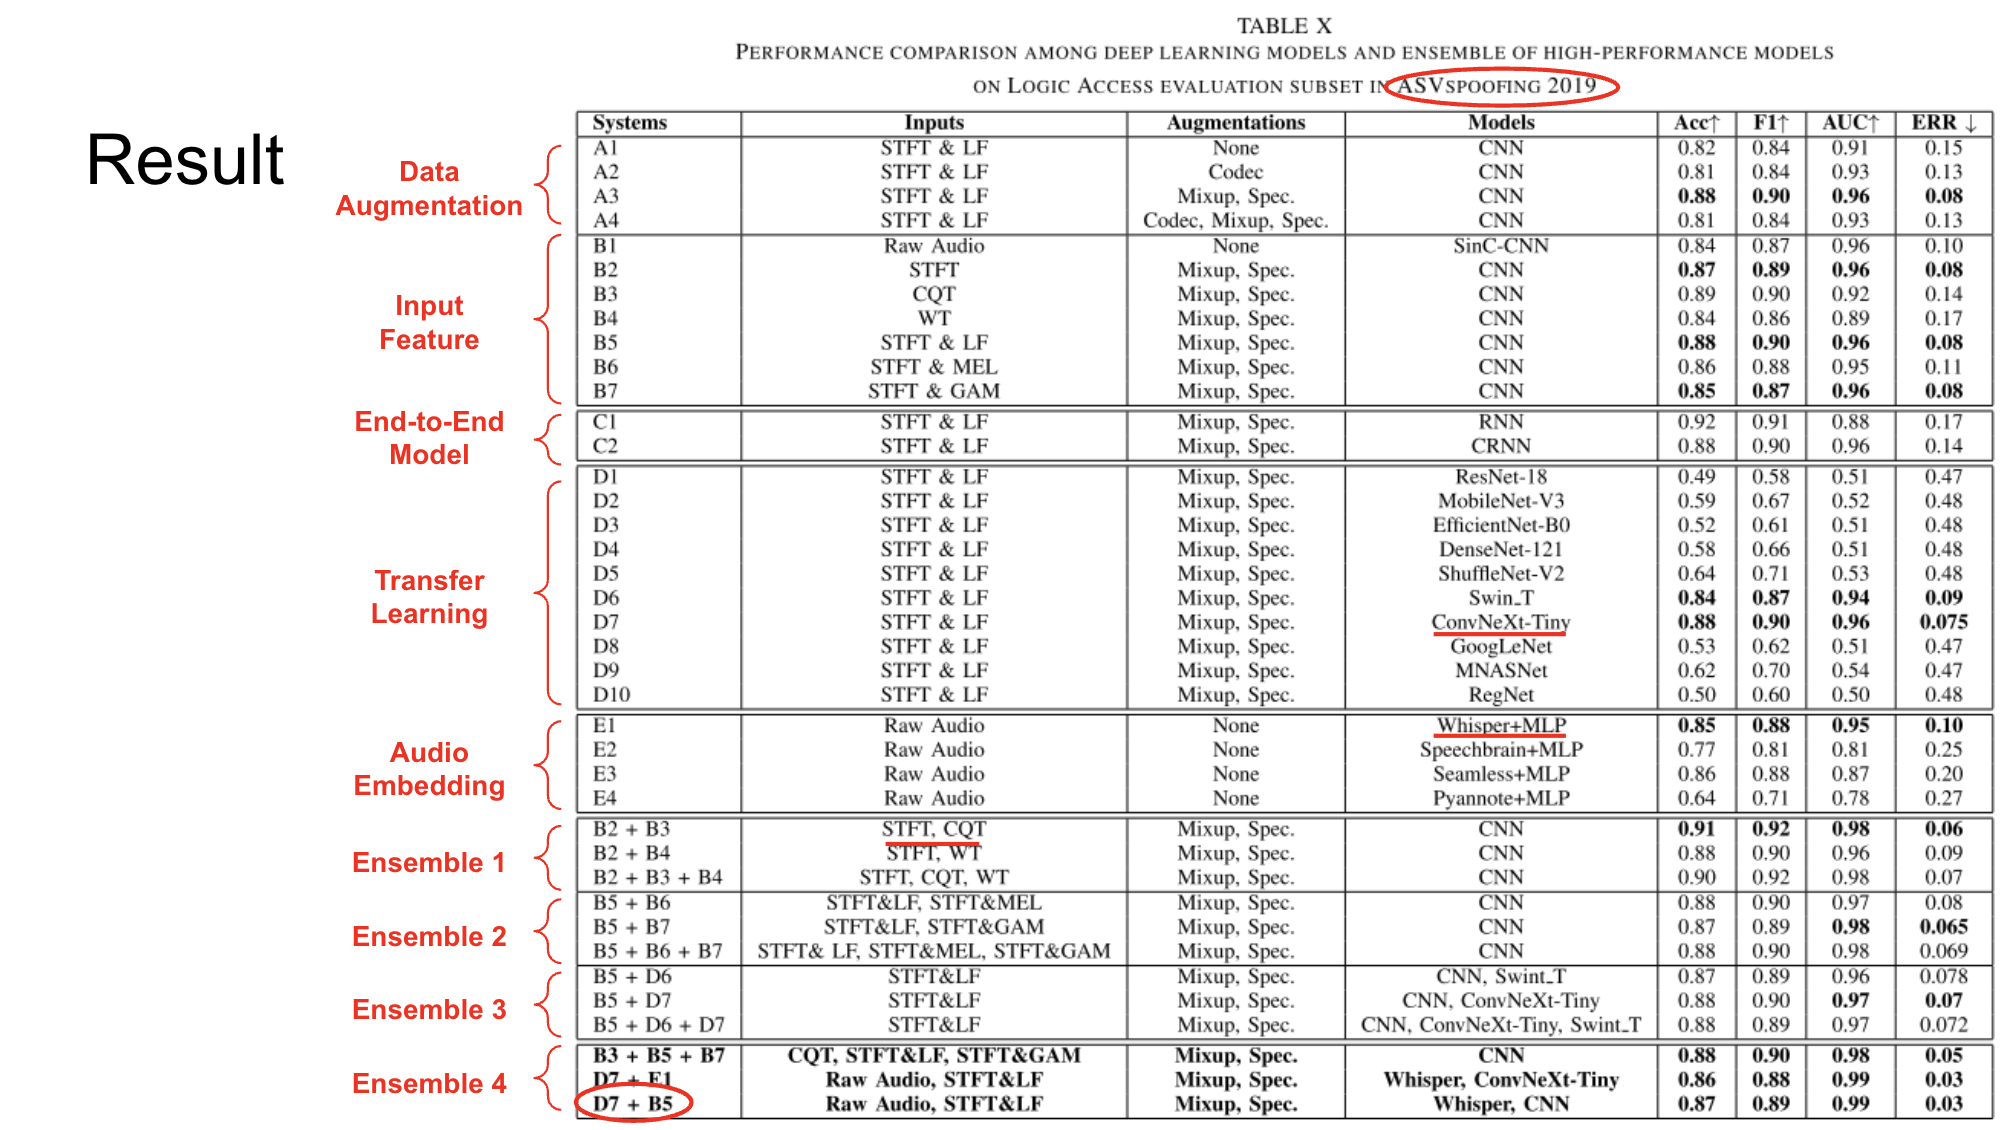 Result
TABLE X
PERFORMANCE COMPARISON AMONG DEEP LEARNING MODELS AND ENSEMBLE OF HIGH-PERFORMANCE MODELS
ON LOGIC ACCESS EVALUATION SUBSET IN ASVSPOOFING 2019
Systems Inputs Augmentations Models Acc↑ F1↑ AUC↑ ERR ↓
Data
Augmentation
A1 STFT & LF None CNN 0.82 0.84 0.91 0.15
A2 STFT & LF Codec CNN 0.81 0.84 0.93 0.13
A3 STFT & LF Mixup, Spec. CNN 0.88 0.90 0.96 0.08
A4 STFT & LF Codec, Mixup, Spec. CNN 0.81 0.84 0.93 0.13
Input
Feature
B1 Raw Audio None SinC-CNN 0.84 0.87 0.96 0.10
B2 STFT Mixup, Spec. CNN 0.87 0.89 0.96 0.08
B3 CQT Mixup, Spec. CNN 0.89 0.90 0.92 0.14
B4 WT Mixup, Spec. CNN 0.84 0.86 0.89 0.17
B5 STFT & LF Mixup, Spec. CNN 0.88 0.90 0.96 0.08
B6 STFT & MEL Mixup, Spec. CNN 0.86 0.88 0.95 0.11
B7 STFT & GAM Mixup, Spec. CNN 0.85 0.87 0.96 0.08
End-to-End
Model
C1 STFT & LF Mixup, Spec. RNN 0.92 0.91 0.88 0.17
C2 STFT & LF Mixup, Spec. CRNN 0.88 0.90 0.96 0.14
Transfer
Learning
D1 STFT & LF Mixup, Spec. ResNet-18 0.49 0.58 0.51 0.47
D2 STFT & LF Mixup, Spec. MobileNet-V3 0.59 0.67 0.52 0.48
D3 STFT & LF Mixup, Spec. EfficientNet-B0 0.52 0.61 0.51 0.48
D4 STFT & LF Mixup, Spec. DenseNet-121 0.58 0.66 0.51 0.48
D5 STFT & LF Mixup, Spec. ShuffleNet-V2 0.64 0.71 0.53 0.48
D6 STFT & LF Mixup, Spec. Swin_T 0.84 0.87 0.94 0.09
D7 STFT & LF Mixup, Spec. ConvNeXt-Tiny 0.88 0.90 0.96 0.075
D8 STFT & LF Mixup, Spec. GoogLeNet 0.53 0.62 0.51 0.47
D9 STFT & LF Mixup, Spec. MNASNet 0.62 0.70 0.54 0.47
D10 STFT & LF Mixup, Spec. RegNet 0.50 0.60 0.50 0.48
Audio
Embedding
E1 Raw Audio None Whisper+MLP 0.85 0.88 0.95 0.10
E2 Raw Audio None Speechbrain+MLP 0.77 0.81 0.81 0.25
E3 Raw Audio None Seamless+MLP 0.86 0.88 0.87 0.20
E4 Raw Audio None Pyannote+MLP 0.64 0.71 0.78 0.27
Ensemble 1
B2 + B3 STFT, CQT Mixup, Spec. CNN 0.91 0.92 0.98 0.06
B2 + B4 STFT, WT Mixup, Spec. CNN 0.88 0.90 0.96 0.09
B2 + B3 + B4 STFT, CQT, WT Mixup, Spec. CNN 0.90 0.92 0.98 0.07
Ensemble 2
B5 + B6 STFT&LF, STFT&MEL Mixup, Spec. CNN 0.88 0.90 0.97 0.08
B5 + B7 STFT&LF, STFT&GAM Mixup, Spec. CNN 0.87 0.89 0.98 0.065
B5 + B6 + B7 STFT& LF, STFT&MEL, STFT&GAM Mixup, Spec. CNN 0.88 0.90 0.98 0.069
Ensemble 3
B5 + D6 STFT&LF Mixup, Spec. CNN, Swint_T 0.87 0.89 0.96 0.078
B5 + D7 STFT&LF Mixup, Spec. CNN, ConvNeXt-Tiny 0.88 0.90 0.97 0.07
B5 + D6 + D7 STFT&LF Mixup, Spec. CNN, ConvNeXt-Tiny, Swint_T 0.88 0.89 0.97 0.072
Ensemble 4
B3 + B5 + B7 CQT, STFT&LF, STFT&GAM Mixup, Spec. CNN 0.88 0.90 0.98 0.05
D7 + E1 Raw Audio, STFT&LF Mixup, Spec. Whisper, ConvNeXt-Tiny 0.86 0.88 0.99 0.03
D7 + B5 Raw Audio, STFT&LF Mixup, Spec. Whisper, CNN 0.87 0.89 0.99 0.03